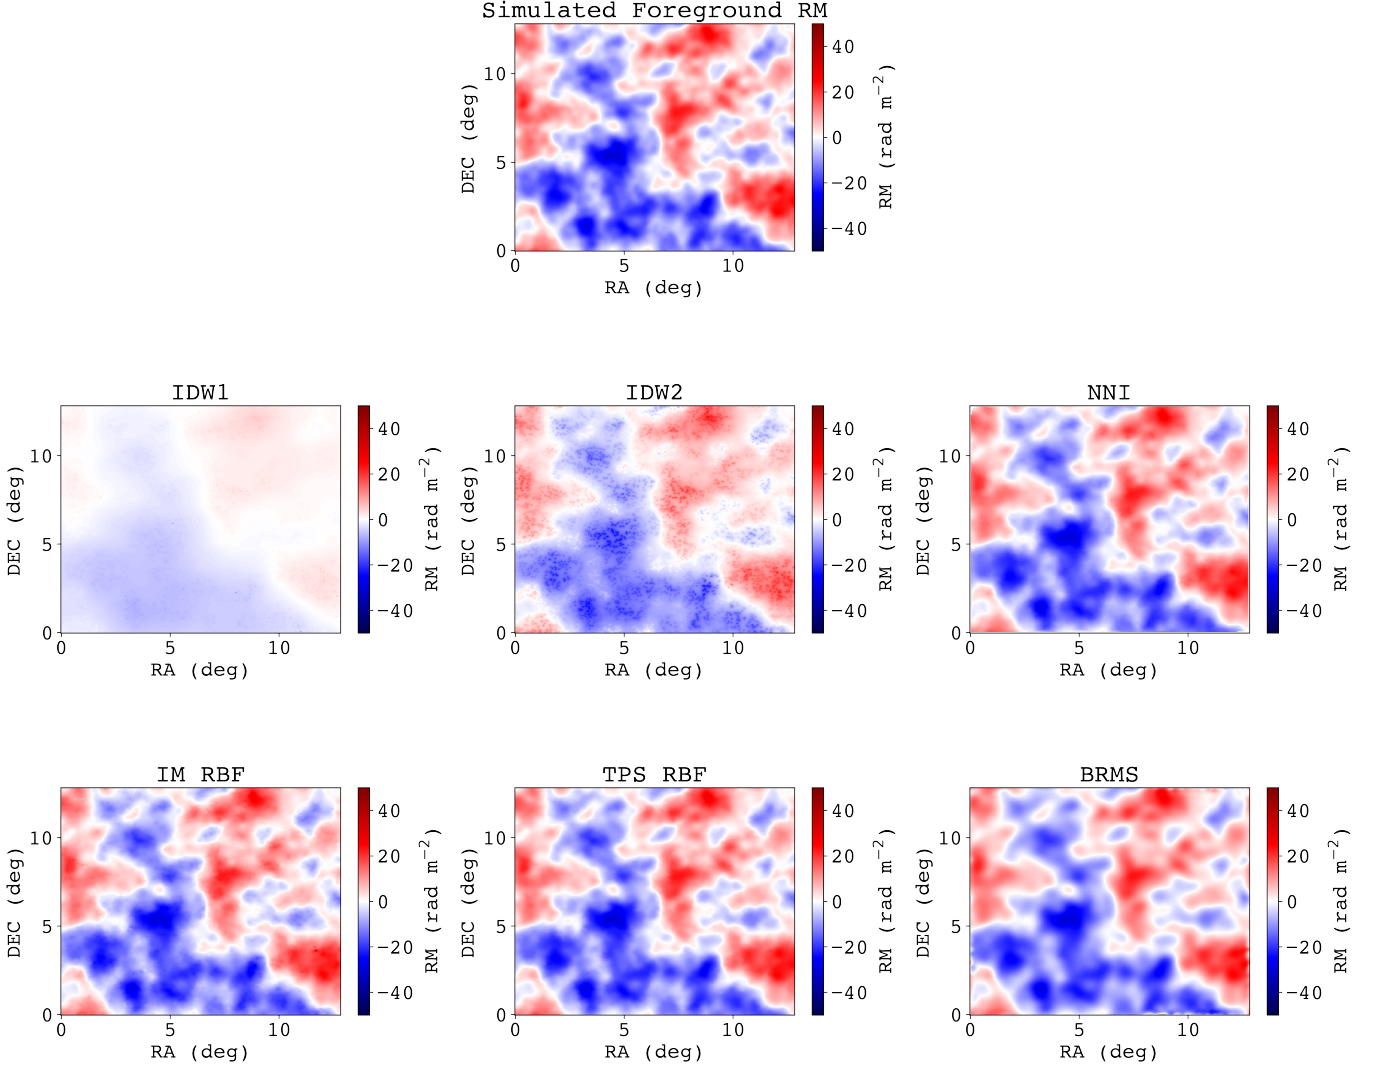 Simulated Foreground RM
DEC (deg)
10
5
0
0 5 10
RA (deg)
40
20
0
−20
−40
RM (rad m⁻²)
IDW1
DEC (deg)
10
5
0
0 5 10
RA (deg)
40
20
0
−20
−40
RM (rad m⁻²)
IDW2
DEC (deg)
10
5
0
0 5 10
RA (deg)
40
20
0
−20
−40
RM (rad m⁻²)
NNI
DEC (deg)
10
5
0
0 5 10
RA (deg)
40
20
0
−20
−40
RM (rad m⁻²)
IM RBF
DEC (deg)
10
5
0
0 5 10
RA (deg)
40
20
0
−20
−40
RM (rad m⁻²)
TPS RBF
DEC (deg)
10
5
0
0 5 10
RA (deg)
40
20
0
−20
−40
RM (rad m⁻²)
BRMS
DEC (deg)
10
5
0
0 5 10
RA (deg)
40
20
0
−20
−40
RM (rad m⁻²)